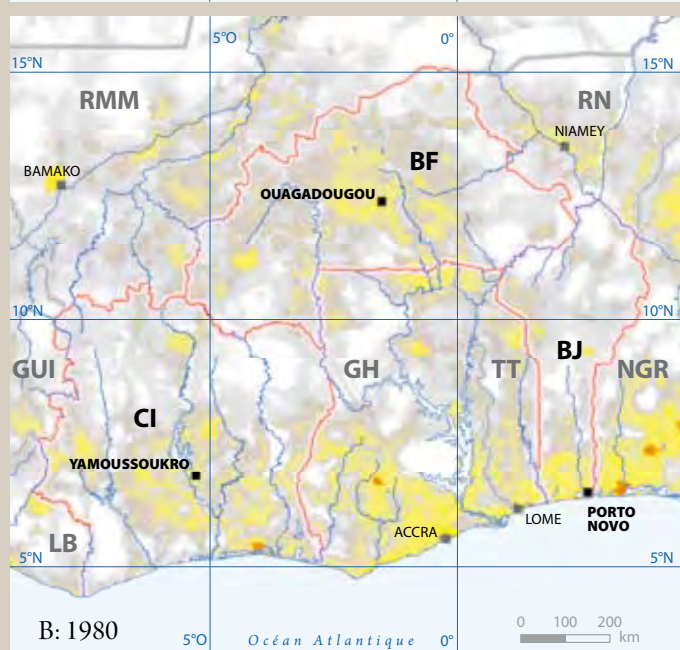 5°O
0°
15°N
15°N
RMM
RN
NIAMEY
BAMAKO
BF
OUAGADOUGOU
10°N
10°N
GUI
GH
TT
BJ
NGR
CI
YAMOUSSOUKRO
LB
ACCRA
LOME
PORTO
NOVO
5°N
5°N
B: 1980
5°O
Océan Atlantique
0°
0 100 200
km